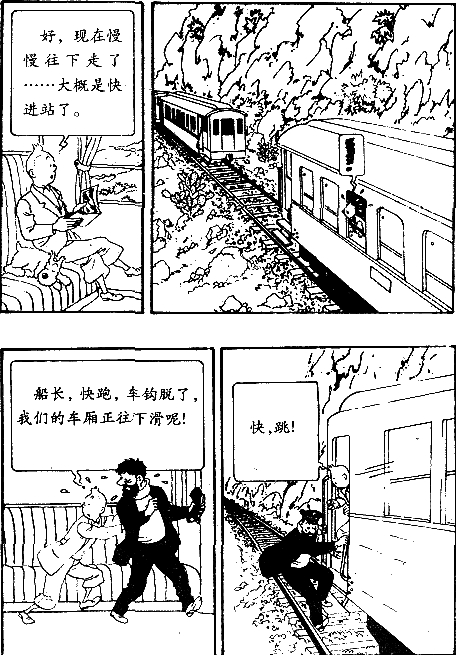 好，现在慢
慢往下走了
……大概是快
进站了。
船长，快跑，车钩脱了，
我们的车厢正往下滑呢！
快，跳！